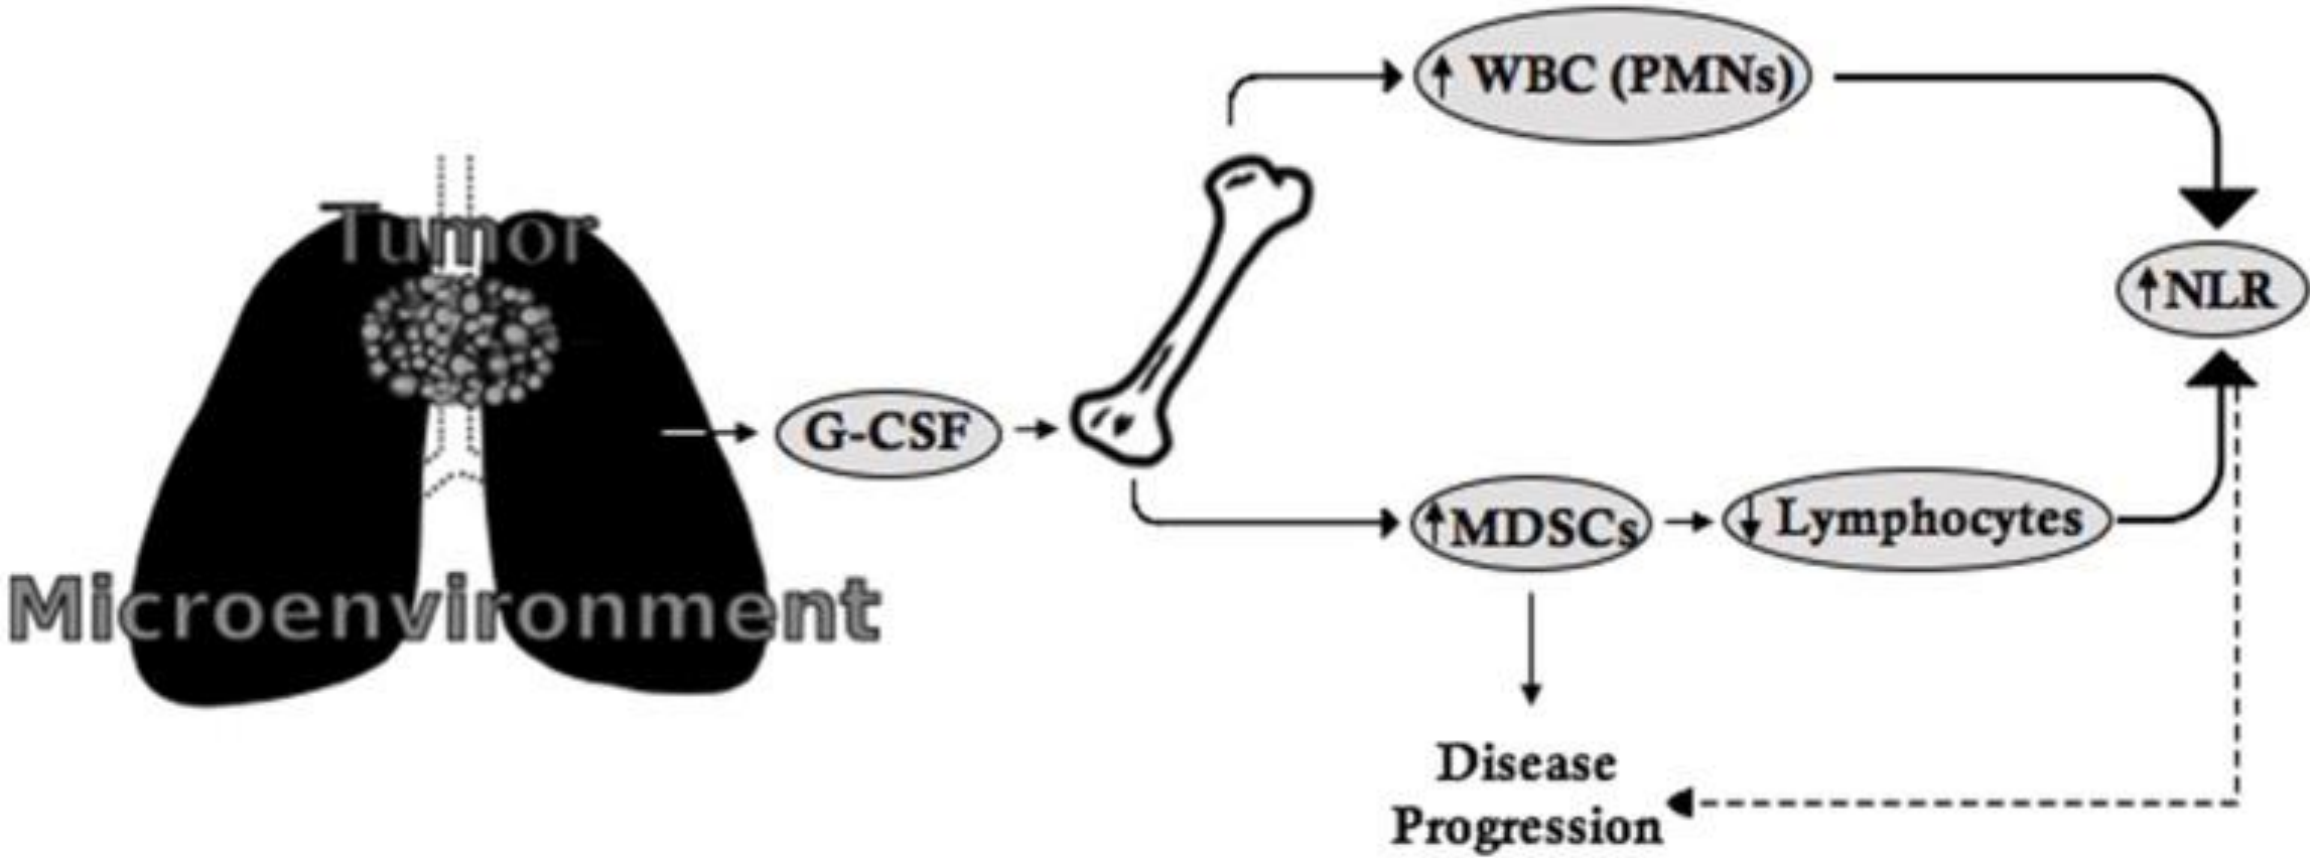 Tumor
Microenvironment
G-CSF
↑ WBC (PMNs)
↑MDSCs
↓ Lymphocytes
↑NLR
Disease
Progression